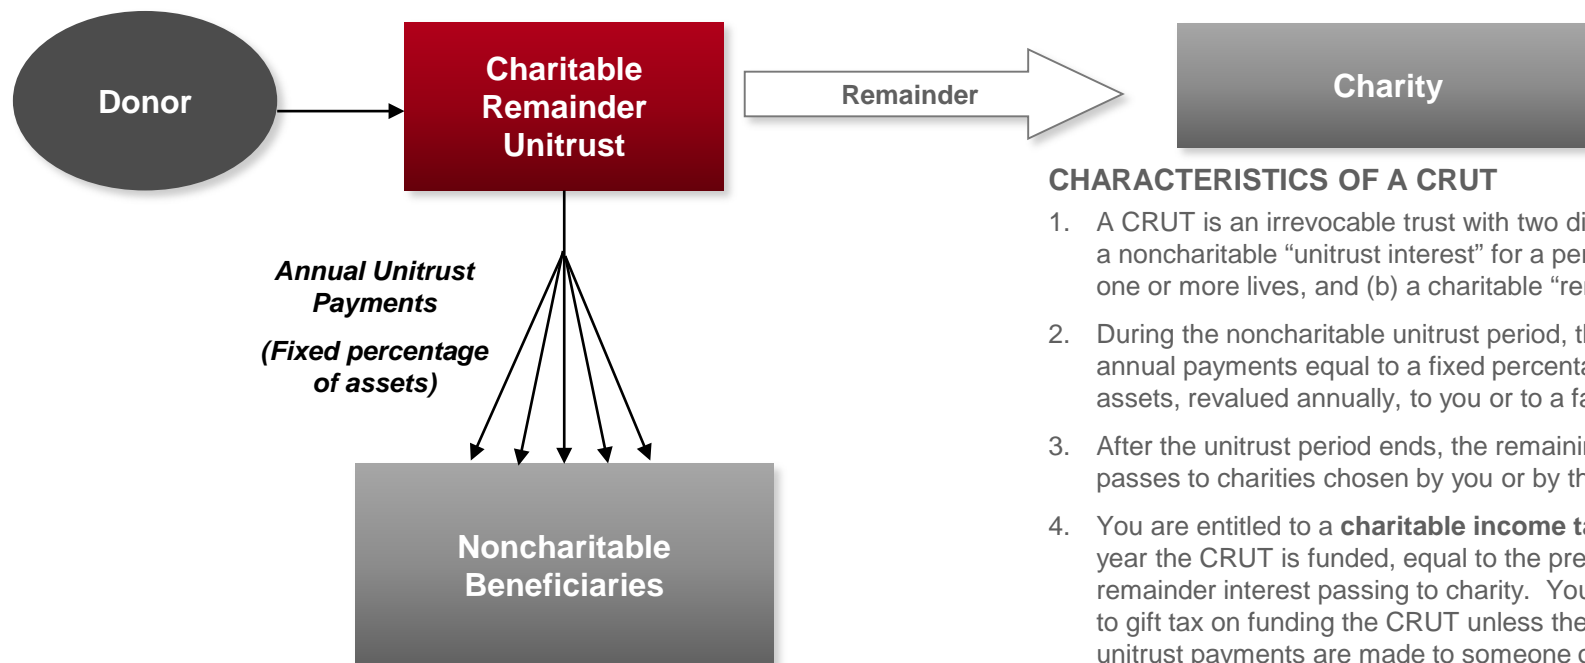 Donor
Charitable
Remainder
Unitrust
Remainder
Charity
Annual Unitrust
Payments
(Fixed percentage
of assets)
Noncharitable
Beneficiaries
CHARACTERISTICS OF A CRUT
1. A CRUT is an irrevocable trust with two
a noncharitable “unitrust interest” for a
one or more lives, and (b) a charitable
2. During the noncharitable unitrust period,
annual payments equal to a fixed
assets, revalued annually, to you or to a
3. After the unitrust period ends, the
passes to charities chosen by you or by
4. You are entitled to a charitable income
year the CRUT is funded, equal to the
remainder interest passing to charity. You
to gift tax on funding the CRUT unless the
unitrust payments are made to someone